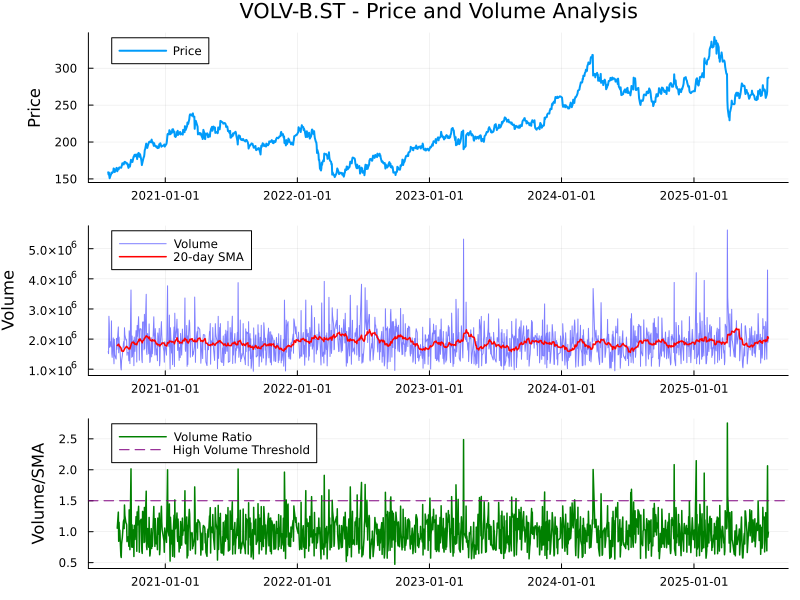 VOLV-B.ST - Price and Volume Analysis
Price
Price
300
250
200
150
2021-01-01 2022-01-01 2023-01-01 2024-01-01 2025-01-01
Volume
Volume
20-day SMA
5.0×10⁶
4.0×10⁶
3.0×10⁶
2.0×10⁶
1.0×10⁶
2021-01-01 2022-01-01 2023-01-01 2024-01-01 2025-01-01
Volume/SMA
Volume Ratio
High Volume Threshold
2.5
2.0
1.5
1.0
0.5
2021-01-01 2022-01-01 2023-01-01 2024-01-01 2025-01-01